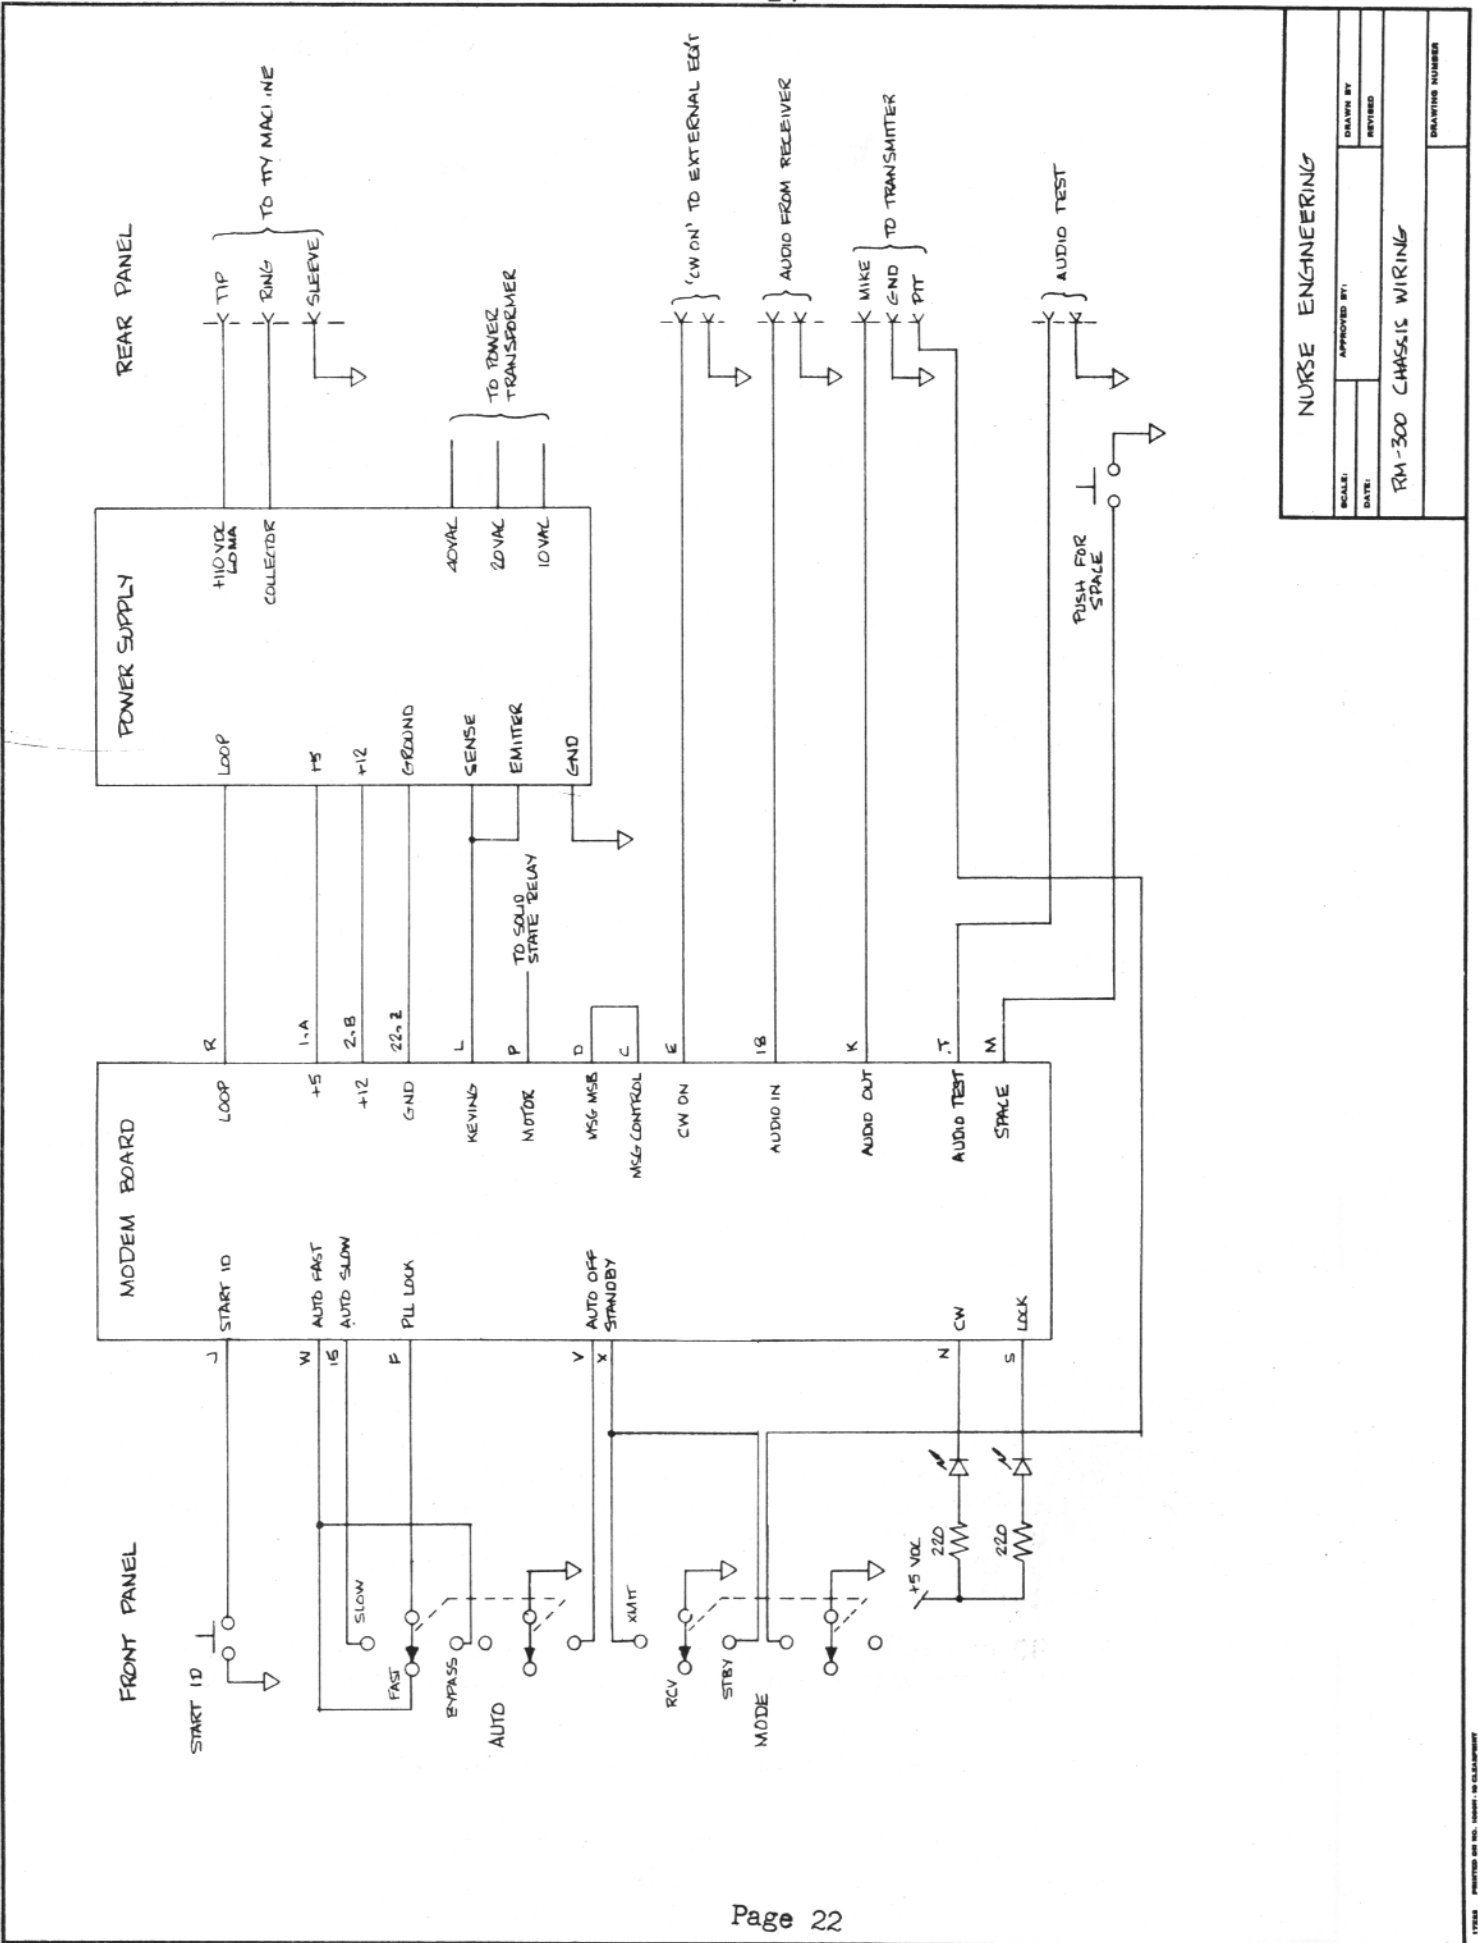 FRONT PANEL
START ID
SLOW
FAST
BYPASS
AUTO
XMIT
RCV
STBY
MODE
+5 VDC
220
220
J
W
15
F
V
X
N
S
MODEM BOARD
START ID
AUTO FAST
AUTO SLOW
PLL LOCK
AUTO OFF
STANDBY
CW
LOCK
LOOP
+5
+12
GND
KEYING
MOTOR
MSG MSB
MSG CONTROL
CW ON
AUDIO IN
AUDIO OUT
AUDIO TEST
SPACE
R
1,A
2,B
22,Z
L
P
D
C
E
18
K
T
M
TO SOLID
STATE RELAY
POWER SUPPLY
LOOP
+5
+12
GROUND
SENSE
EMITTER
GND
+110 VDC
60MA
COLLECTOR
40VAC
20VAC
10VAC
PUSH FOR
SPACE
REAR PANEL
TIP
RING
SLEEVE
TO TTY MACHINE
TO POWER
TRANSFORMER
'CW ON' TO EXTERNAL EQ'T
AUDIO FROM RECEIVER
MIKE
GND
PTT
TO TRANSMITTER
AUDIO TEST
NURSE ENGINEERING
SCALE:
APPROVED BY:
DRAWN BY
DATE:
REVISED
RM-300 CHASSIS WIRING
DRAWING NUMBER
Page 22